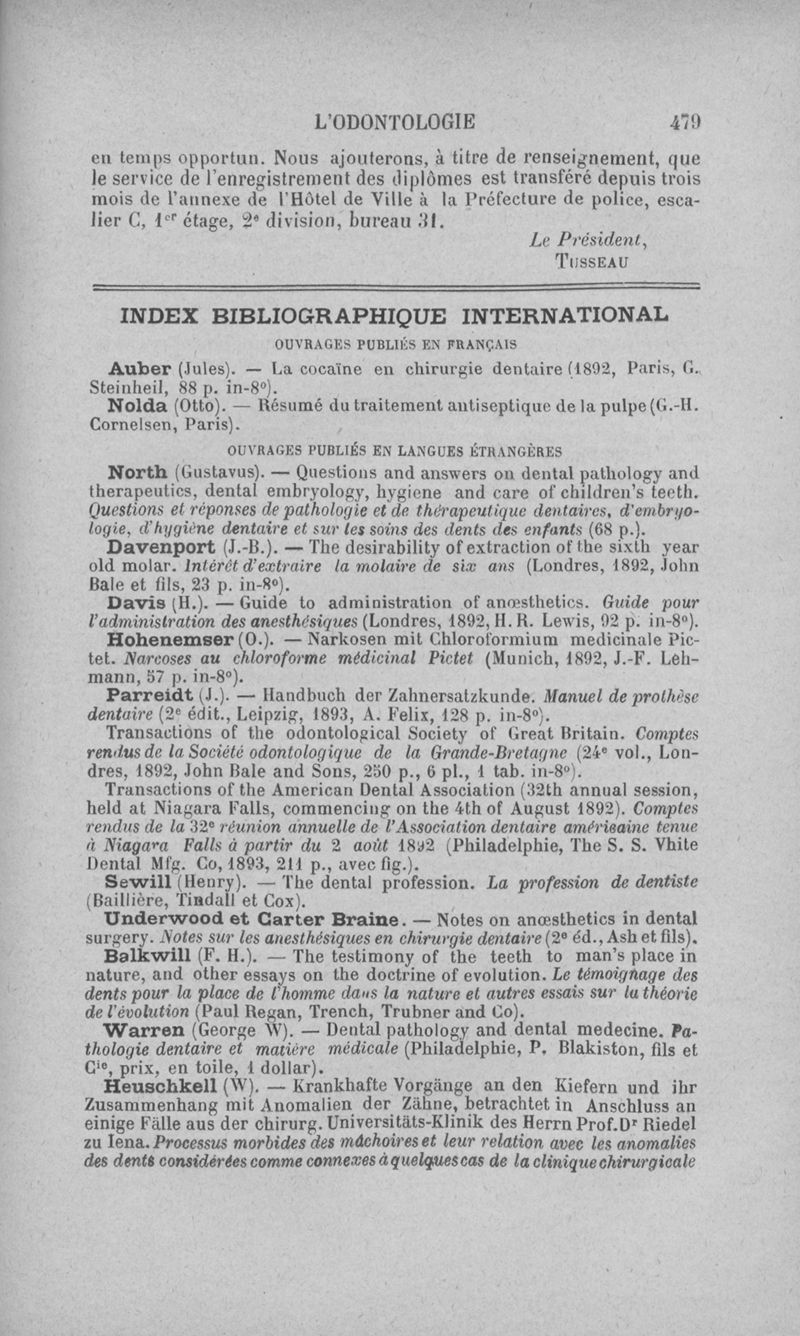 L'ODONTOLOGIE 479
en temps opportun. Nous ajouterons, à titre de renseignement, que
le service de l'enregistrement des diplômes est transféré depuis trois
mois de l'annexe de l'Hôtel de Ville à la Préfecture de police, esca-
lier C, 1er étage, 2e division, bureau 31.
Le Président,
TUSSEAU
INDEX BIBLIOGRAPHIQUE INTERNATIONAL
OUVRAGES PUBLIÉS EN FRANÇAIS
Auber (Jules). — La cocaïne en chirurgie dentaire (1892, Paris, G.
Steinheil, 88 p. in-8°).
Nolda (Otto). — Résumé du traitement antiseptique de la pulpe (G.-H.
Cornelsen, Paris).
OUVRAGES PUBLIÉS EN LANGUES ÉTRANGÈRES
North (Gustavus). — Questions and answers on dental pathology and
therapeutics, dental embryology, hygiene and care of children's teeth.
Questions et réponses de pathologie et de thérapeutique dentaires, d'embryo-
logie, d'hygiène dentaire et sur les soins des dents des enfants (68 p.).
Davenport (J.-B.). — The desirability of extraction of the sixth year
old molar. Intérêt d'extraire la molaire de six ans (Londres, 1892, John
Bale et fils, 23 p. in-8°).
Davis (H.). — Guide to administration of anœsthetics. Guide pour
l'administration des anesthésiques (Londres, 1892, H. R. Lewis, 92 p. in-8°).
Hohenemser (O.). — Narkosen mit Chloroformium medicinale Pic-
tet. Narcoses au chloroforme médicinal Pictet (Munich, 1892, J.-F. Leh-
mann, 57 p. in-8°).
Parreidt (J.). — Handbuch der Zahnersatzkunde. Manuel de prothèse
dentaire (2e édit., Leipzig, 1893, A. Felix, 128 p. in-8°).
Transactions of the odontological Society of Great Britain. Comptes
rendus de la Société odontologique de la Grande-Bretagne (24e vol., Lon-
dres, 1892, John Bale and Sons, 250 p., 6 pl., 1 tab. in-8°).
Transactions of the American Dental Association (32th annual session,
held at Niagara Falls, commencing on the 4th of August 1892). Comptes
rendus de la 32e réunion annuelle de l'Association dentaire américaine tenue
à Niagara Falls à partir du 2 août 1892 (Philadelphie, The S. S. Vhite
Dental Mfg. Co, 1893, 211 p., avec fig.).
Sewill (Henry). — The dental profession. La profession de dentiste
(Baillière, Tindall et Cox).
Underwood et Carter Braine. — Notes on anœsthetics in dental
surgery. Notes sur les anesthésiques en chirurgie dentaire (2e éd., Ash et fils).
Balkwill (F. H.). — The testimony of the teeth to man's place in
nature, and other essays on the doctrine of evolution. Le témoignage des
dents pour la place de l'homme dans la nature et autres essais sur la théorie
de l'évolution (Paul Regan, Trench, Trubner and Co).
Warren (George W). — Dental pathology and dental medecine. Pa-
thologie dentaire et matière médicale (Philadelphie, P. Blakiston, fils et
Cie, prix, en toile, 1 dollar).
Heuschkell (W). — Krankhafte Vorgänge an den Kiefern und ihr
Zusammenhang mit Anomalien der Zähne, betrachtet in Anschluss an
einige Fälle aus der chirurg. Universitäts-Klinik des Herrn Prof. Dr Riedel
zu Iena. Processus morbides des mâchoires et leur relation avec les anomalies
des dents considérées comme connexes à quelques cas de la clinique chirurgicale